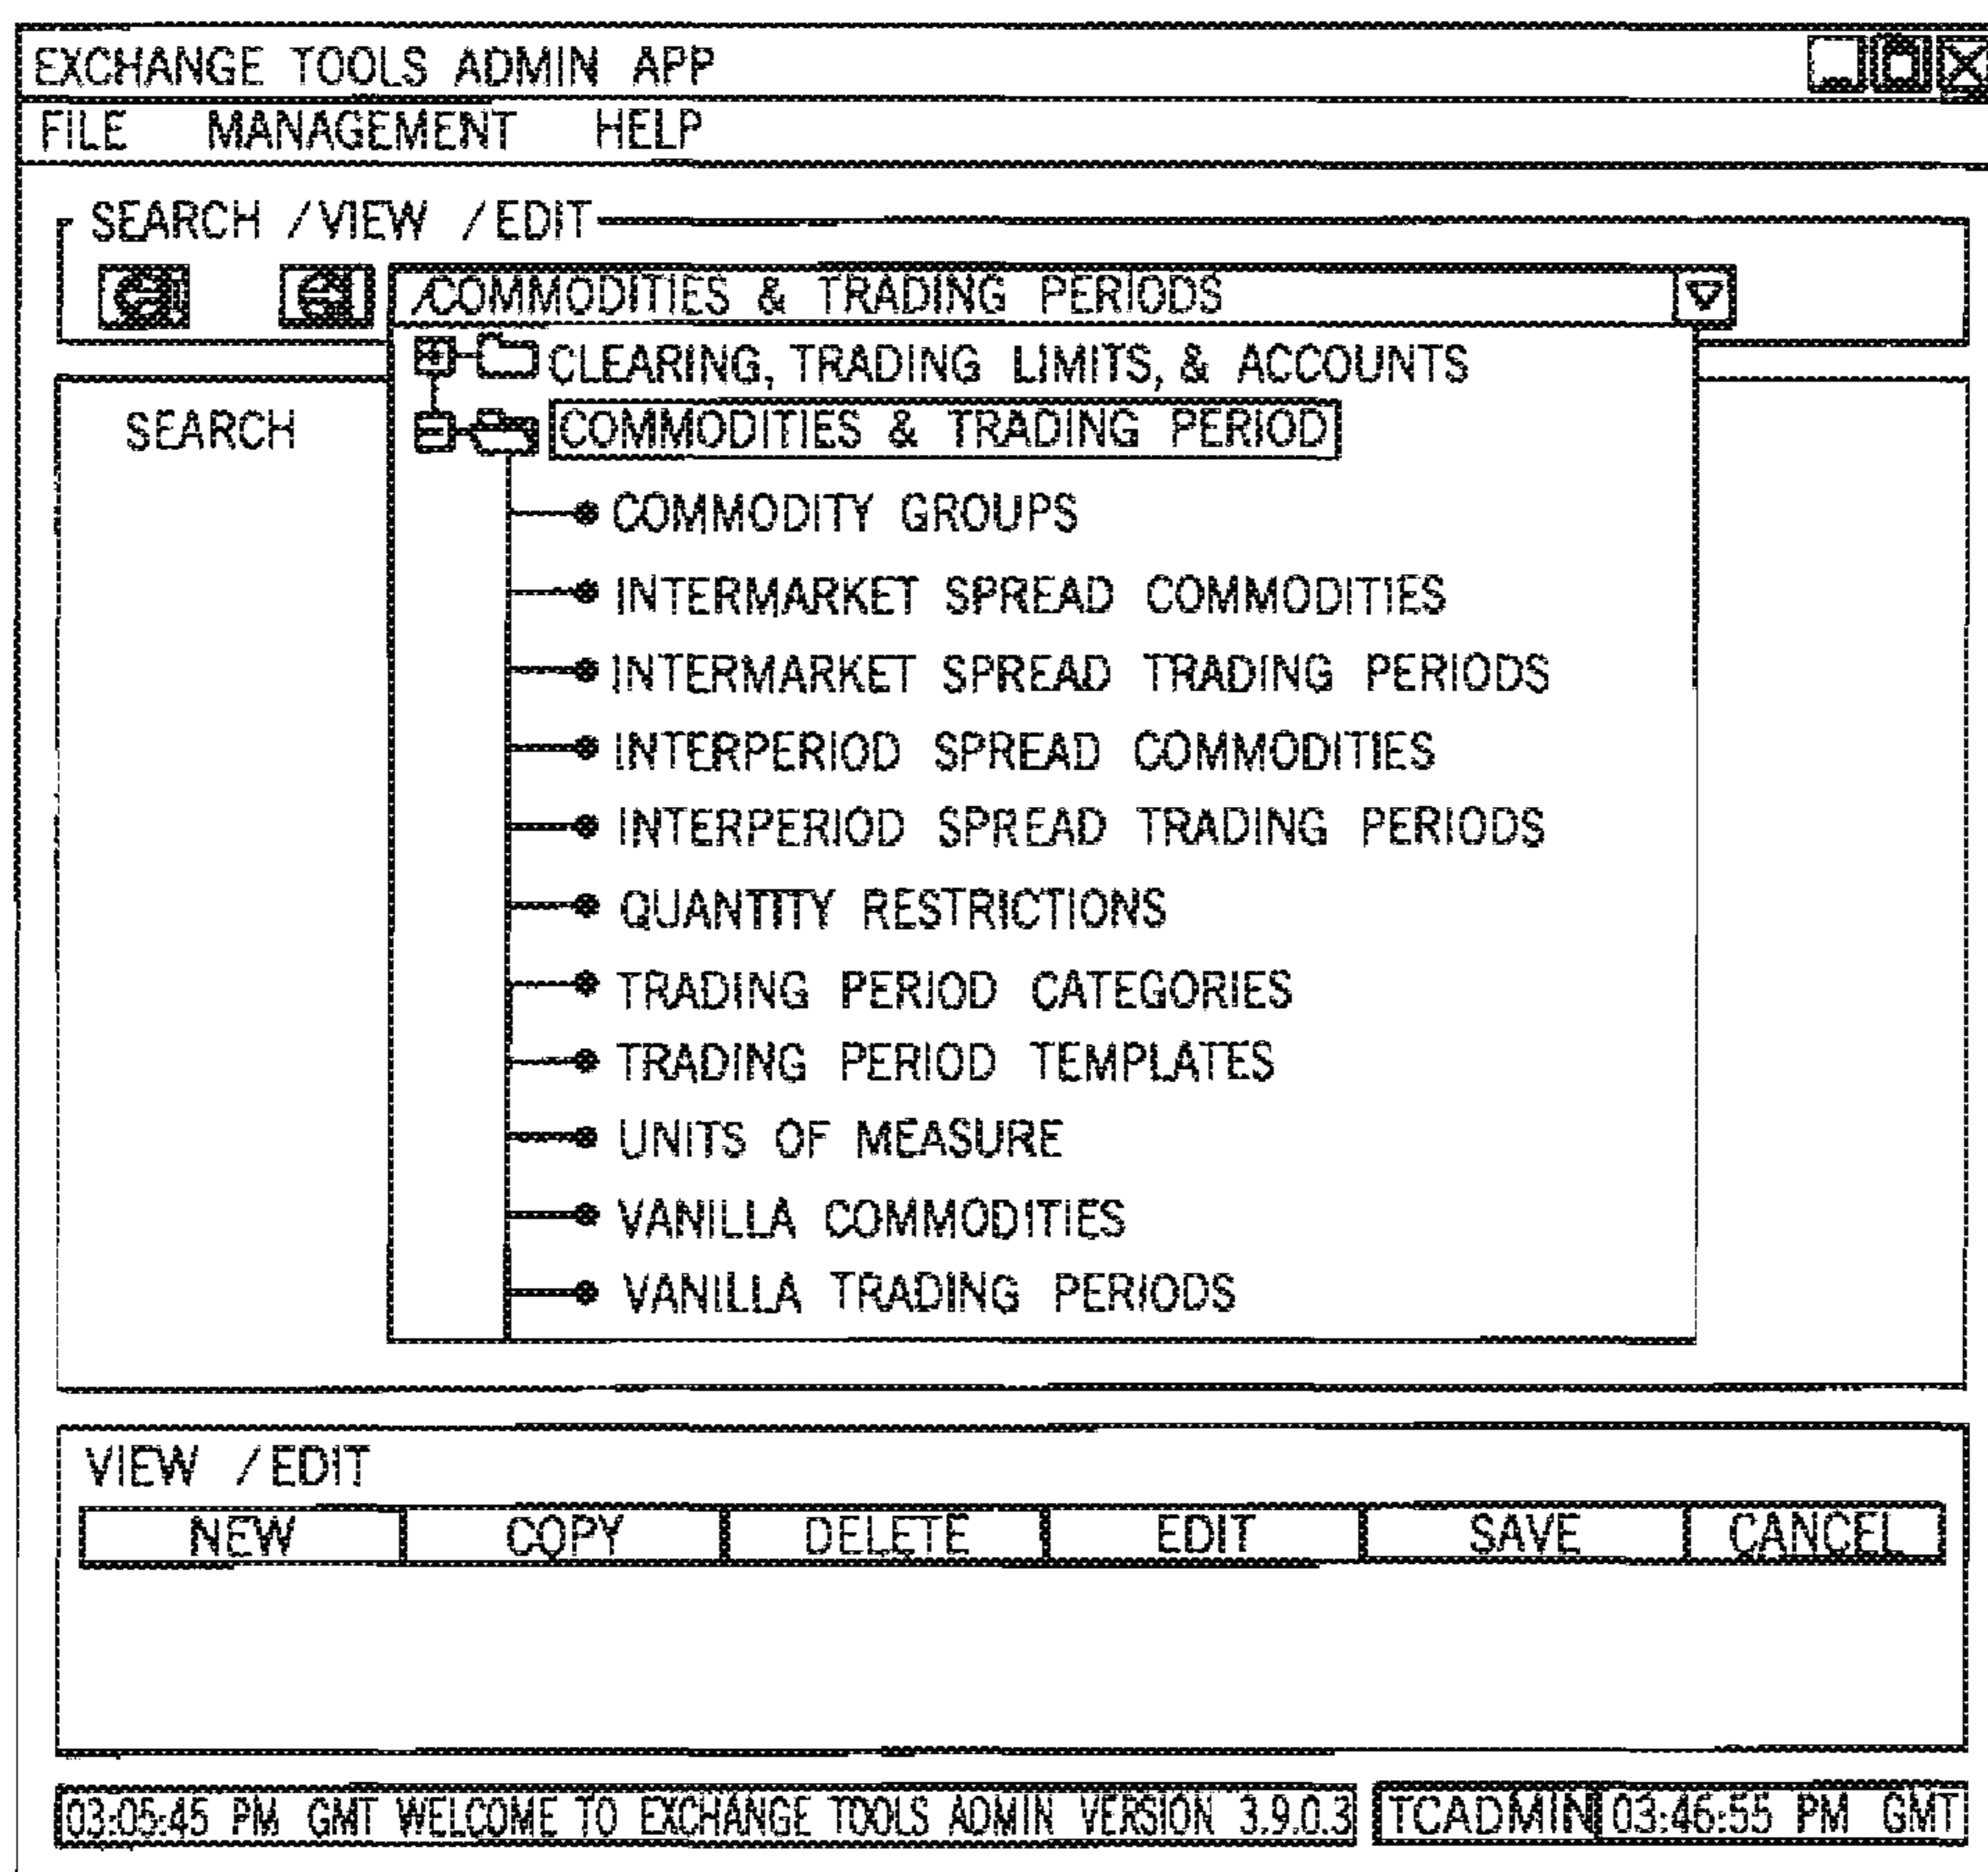 EXCHANGE TOOLS ADMIN APP
FILE MANAGEMENT HELP
SEARCH /VIEW /EDIT
/COMMODITIES & TRADING PERIODS
CLEARING, TRADING LIMITS, & ACCOUNTS
SEARCH
COMMODITIES & TRADING PERIOD
COMMODITY GROUPS
INTERMARKET SPREAD COMMODITIES
INTERMARKET SPREAD TRADING PERIODS
INTERPERIOD SPREAD COMMODITIES
INTERPERIOD SPREAD TRADING PERIODS
QUANTITY RESTRICTIONS
TRADING PERIOD CATEGORIES
TRADING PERIOD TEMPLATES
UNITS OF MEASURE
VANILLA COMMODITIES
VANILLA TRADING PERIODS
VIEW /EDIT
NEW COPY DELETE EDIT SAVE CANCEL
03:05:45 PM GMT WELCOME TO EXCHANGE TOOLS ADMIN VERSION 3.9.0.3 TCADMIN 03:46:55 PM GMT